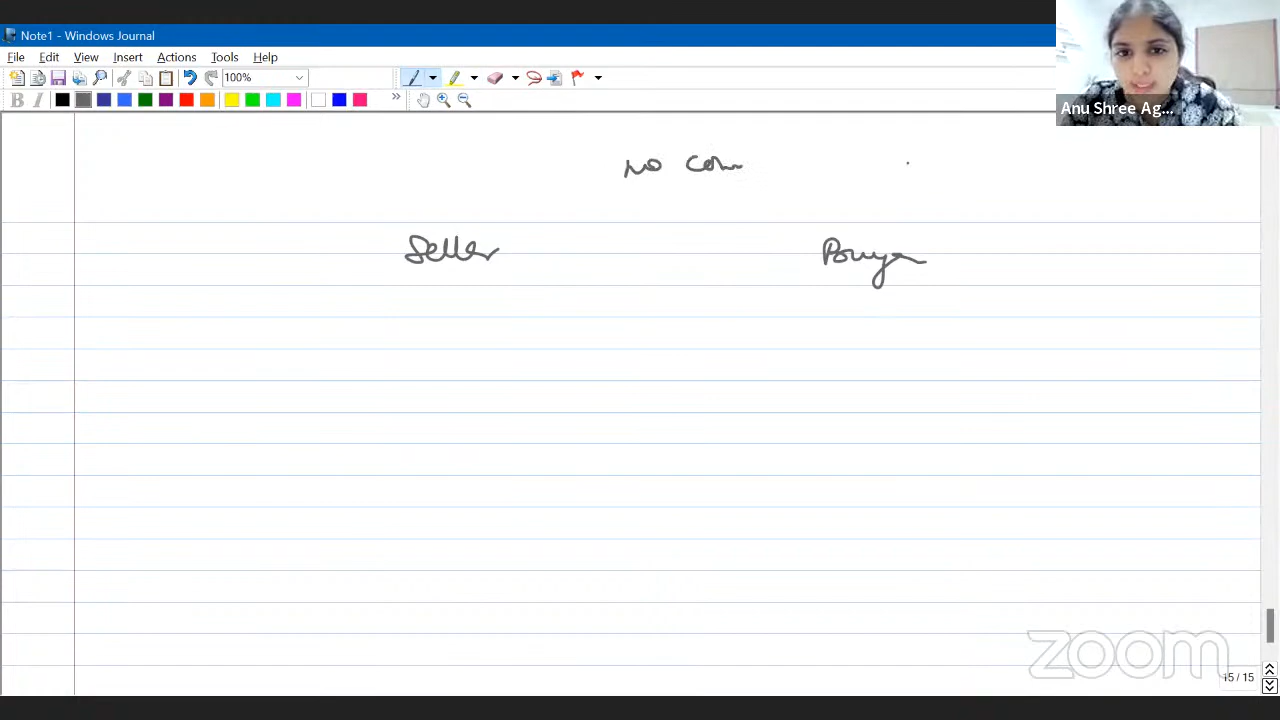 Note1 - Windows Journal
File Edit View Insert Actions Tools Help
100%
B I
Anu Shree Ag...
No Com
Seller Buyer
zoom
15 / 15